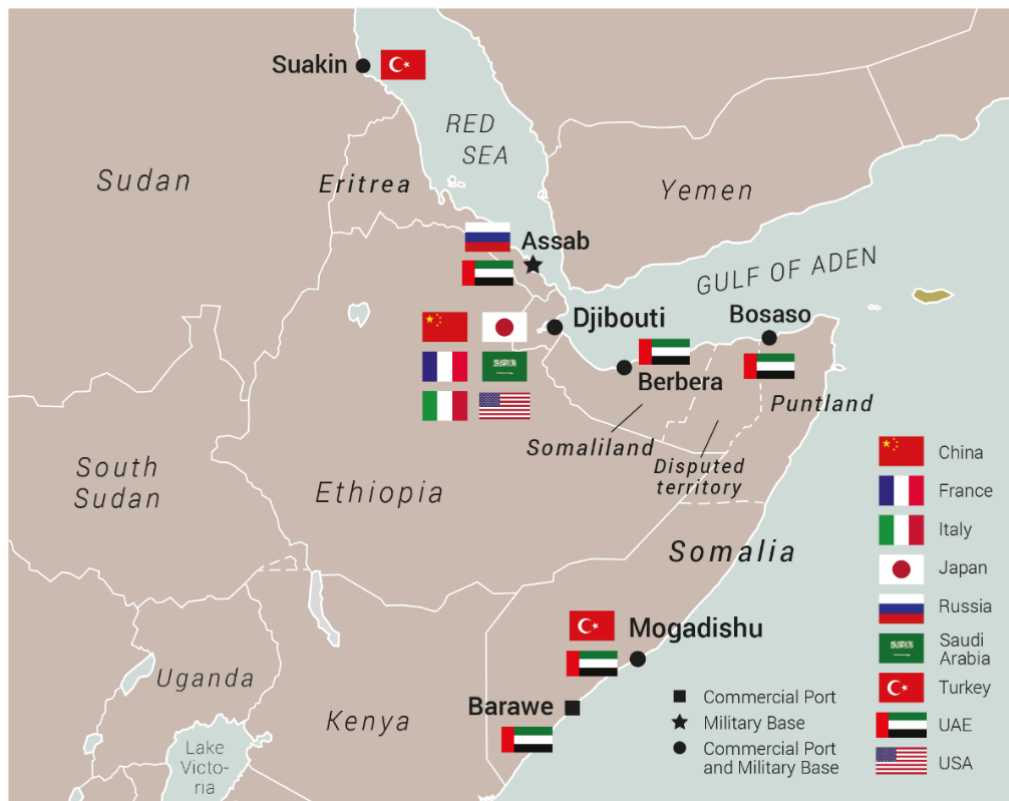 Suakin
RED
SEA
Sudan
Eritrea
Yemen
Assab
GULF OF ADEN
Djibouti
Bosaso
Berbera
Puntland
Somaliland
Disputed
territory
South
Sudan
Ethiopia
Somalia
Mogadishu
Uganda
Barawe
Kenya
Lake
Victo-
ria
China
France
Italy
Japan
Russia
Saudi
Arabia
Turkey
UAE
USA
Commercial Port
Military Base
Commercial Port
and Military Base